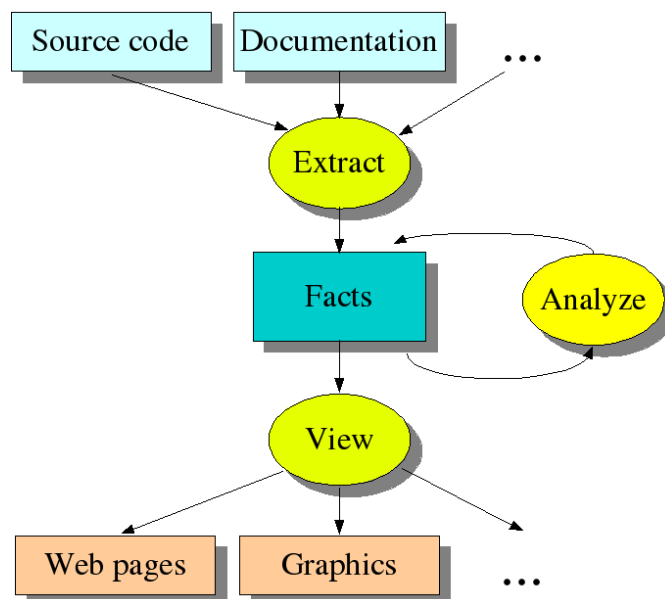 Source code
Documentation
...
Extract
Facts
Analyze
View
Web pages
Graphics
...